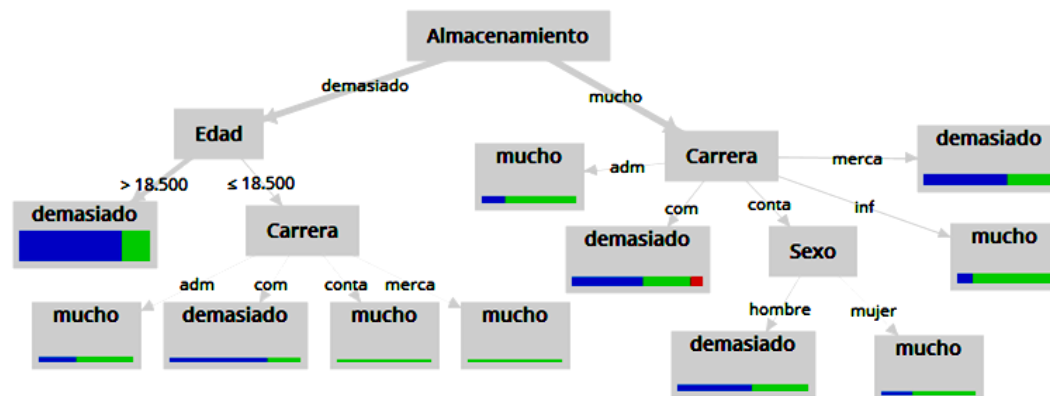 Almacenamiento
demasiado
mucho
Edad
> 18.500
≤ 18.500
demasiado
Carrera
adm
com
conta
merca
mucho
demasiado
mucho
mucho
Carrera
adm
com
conta
inf
merca
mucho
demasiado
Sexo
mucho
demasiado
hombre
mujer
demasiado
mucho